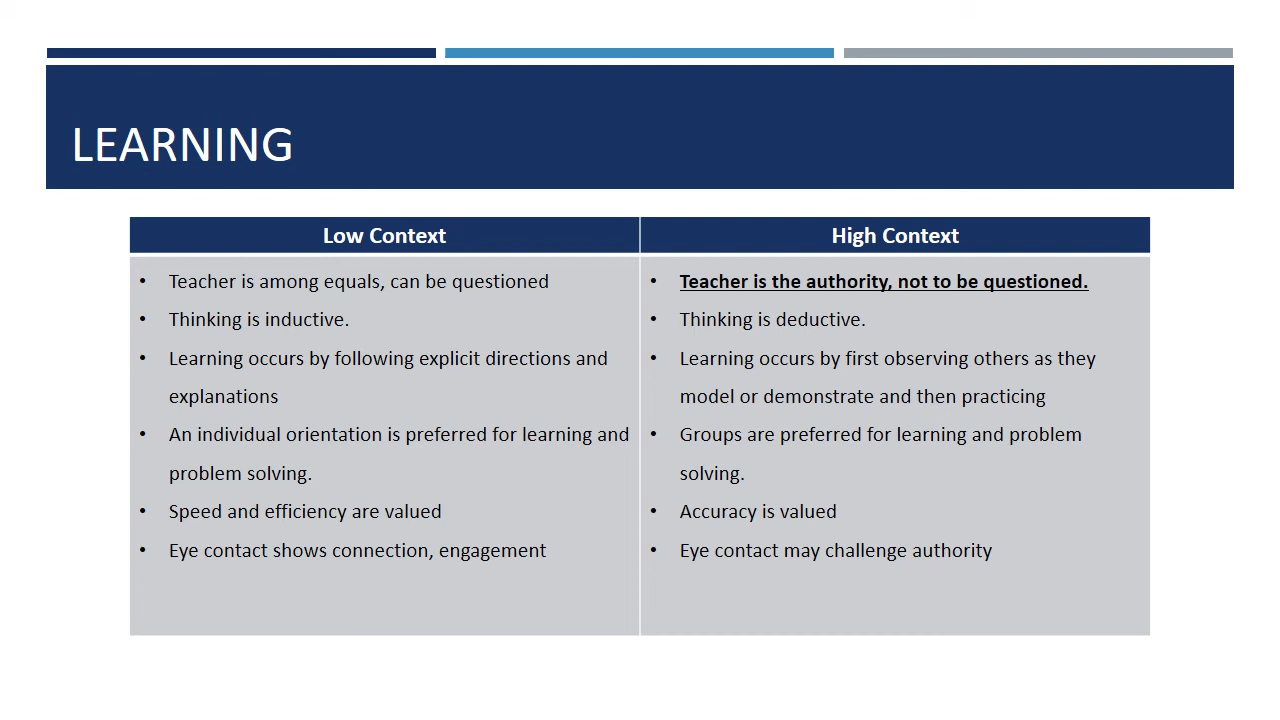 LEARNING
Low Context
• Teacher is among equals, can be questioned
• Thinking is inductive.
• Learning occurs by following explicit directions and
explanations
• An individual orientation is preferred for learning and
problem solving.
• Speed and efficiency are valued
• Eye contact shows connection, engagement
High Context
• Teacher is the authority, not to be questioned.
• Thinking is deductive.
• Learning occurs by first observing others as they
model or demonstrate and then practicing
• Groups are preferred for learning and problem
solving.
• Accuracy is valued
• Eye contact may challenge authority